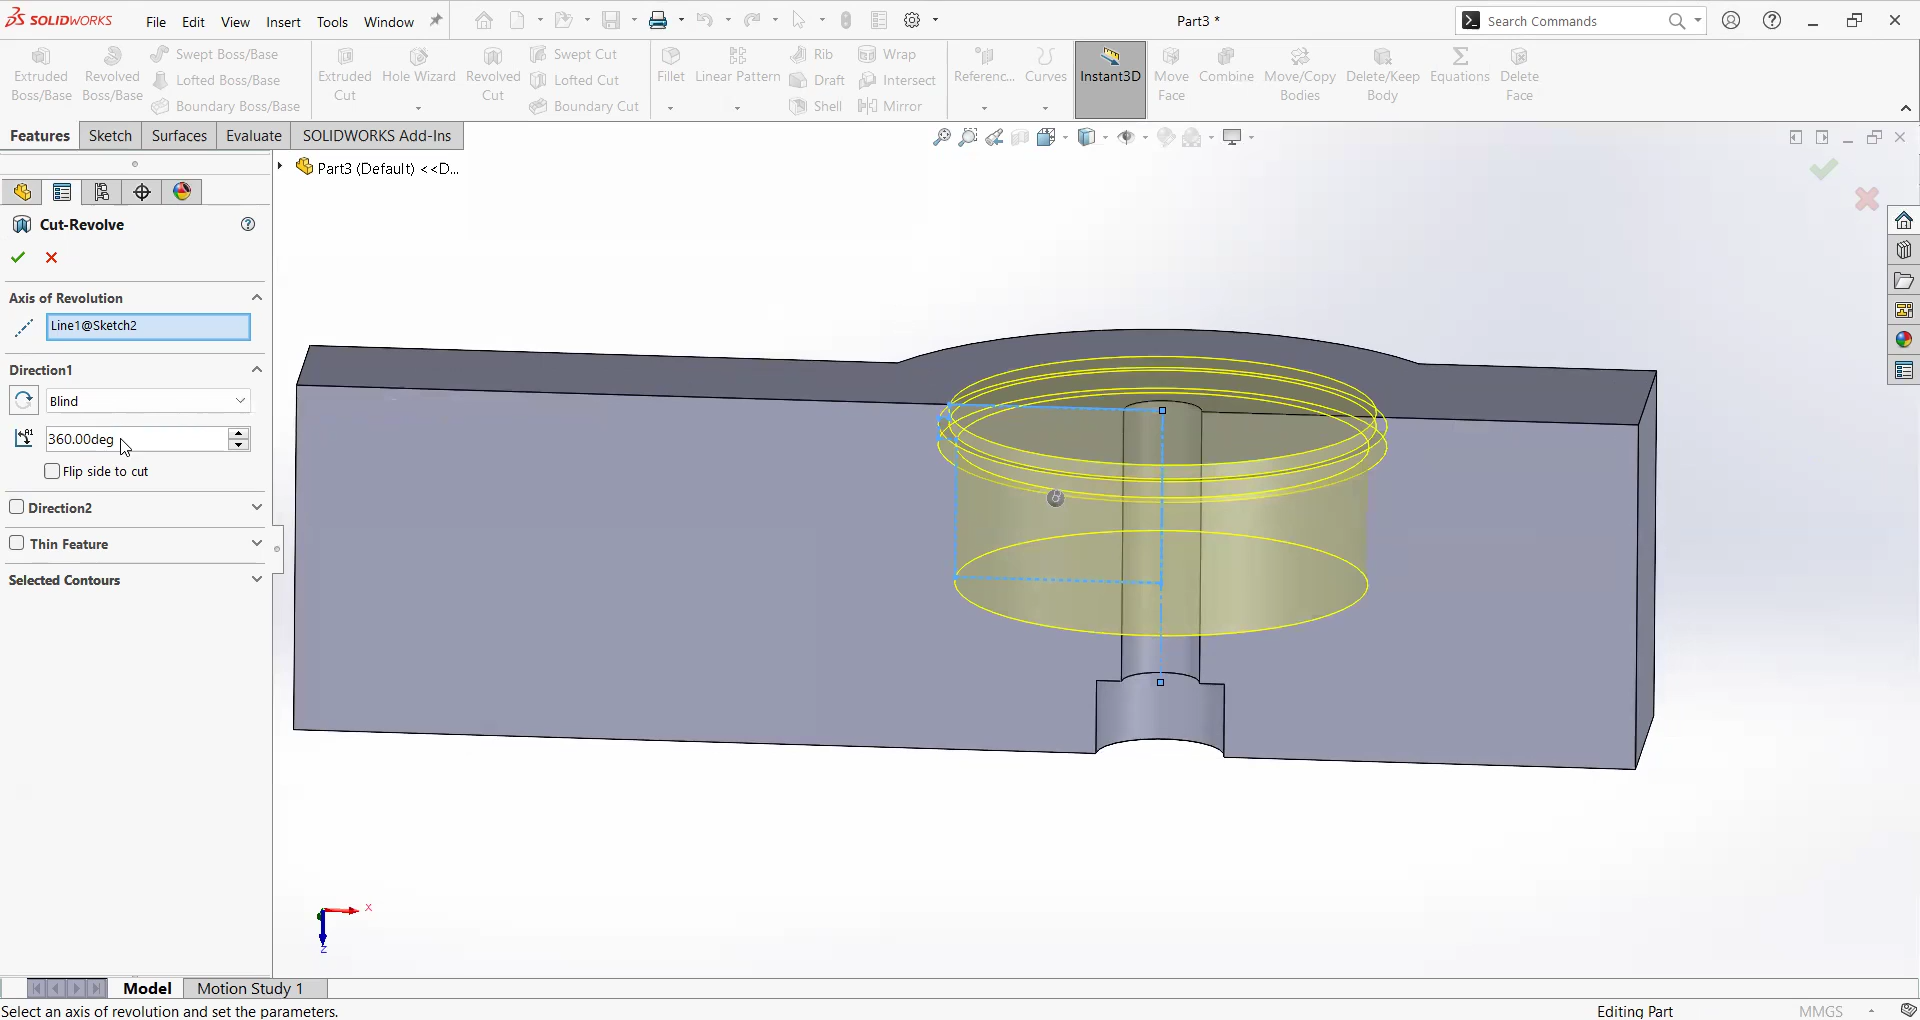 SOLIDWORKS File Edit View Insert Tools Window Part3 * Search Commands
Extruded Boss/Base
Revolved Boss/Base
Swept Boss/Base
Lofted Boss/Base
Boundary Boss/Base
Extruded Cut
Hole Wizard
Revolved Cut
Swept Cut
Lofted Cut
Boundary Cut
Fillet
Linear Pattern
Rib
Draft
Shell
Wrap
Intersect
Mirror
Referenc...
Curves
Instant3D
Move Face
Combine
Move/Copy Bodies
Delete/Keep Body
Equations
Delete Face
Features Sketch Surfaces Evaluate SOLIDWORKS Add-Ins
Part3 (Default) <<D...
Cut-Revolve
Axis of Revolution
Line1@Sketch2
Direction1
Blind
360.00deg
Flip side to cut
Direction2
Thin Feature
Selected Contours
X
Z
Model Motion Study 1
Select an axis of revolution and set the parameters. Editing Part MMGS